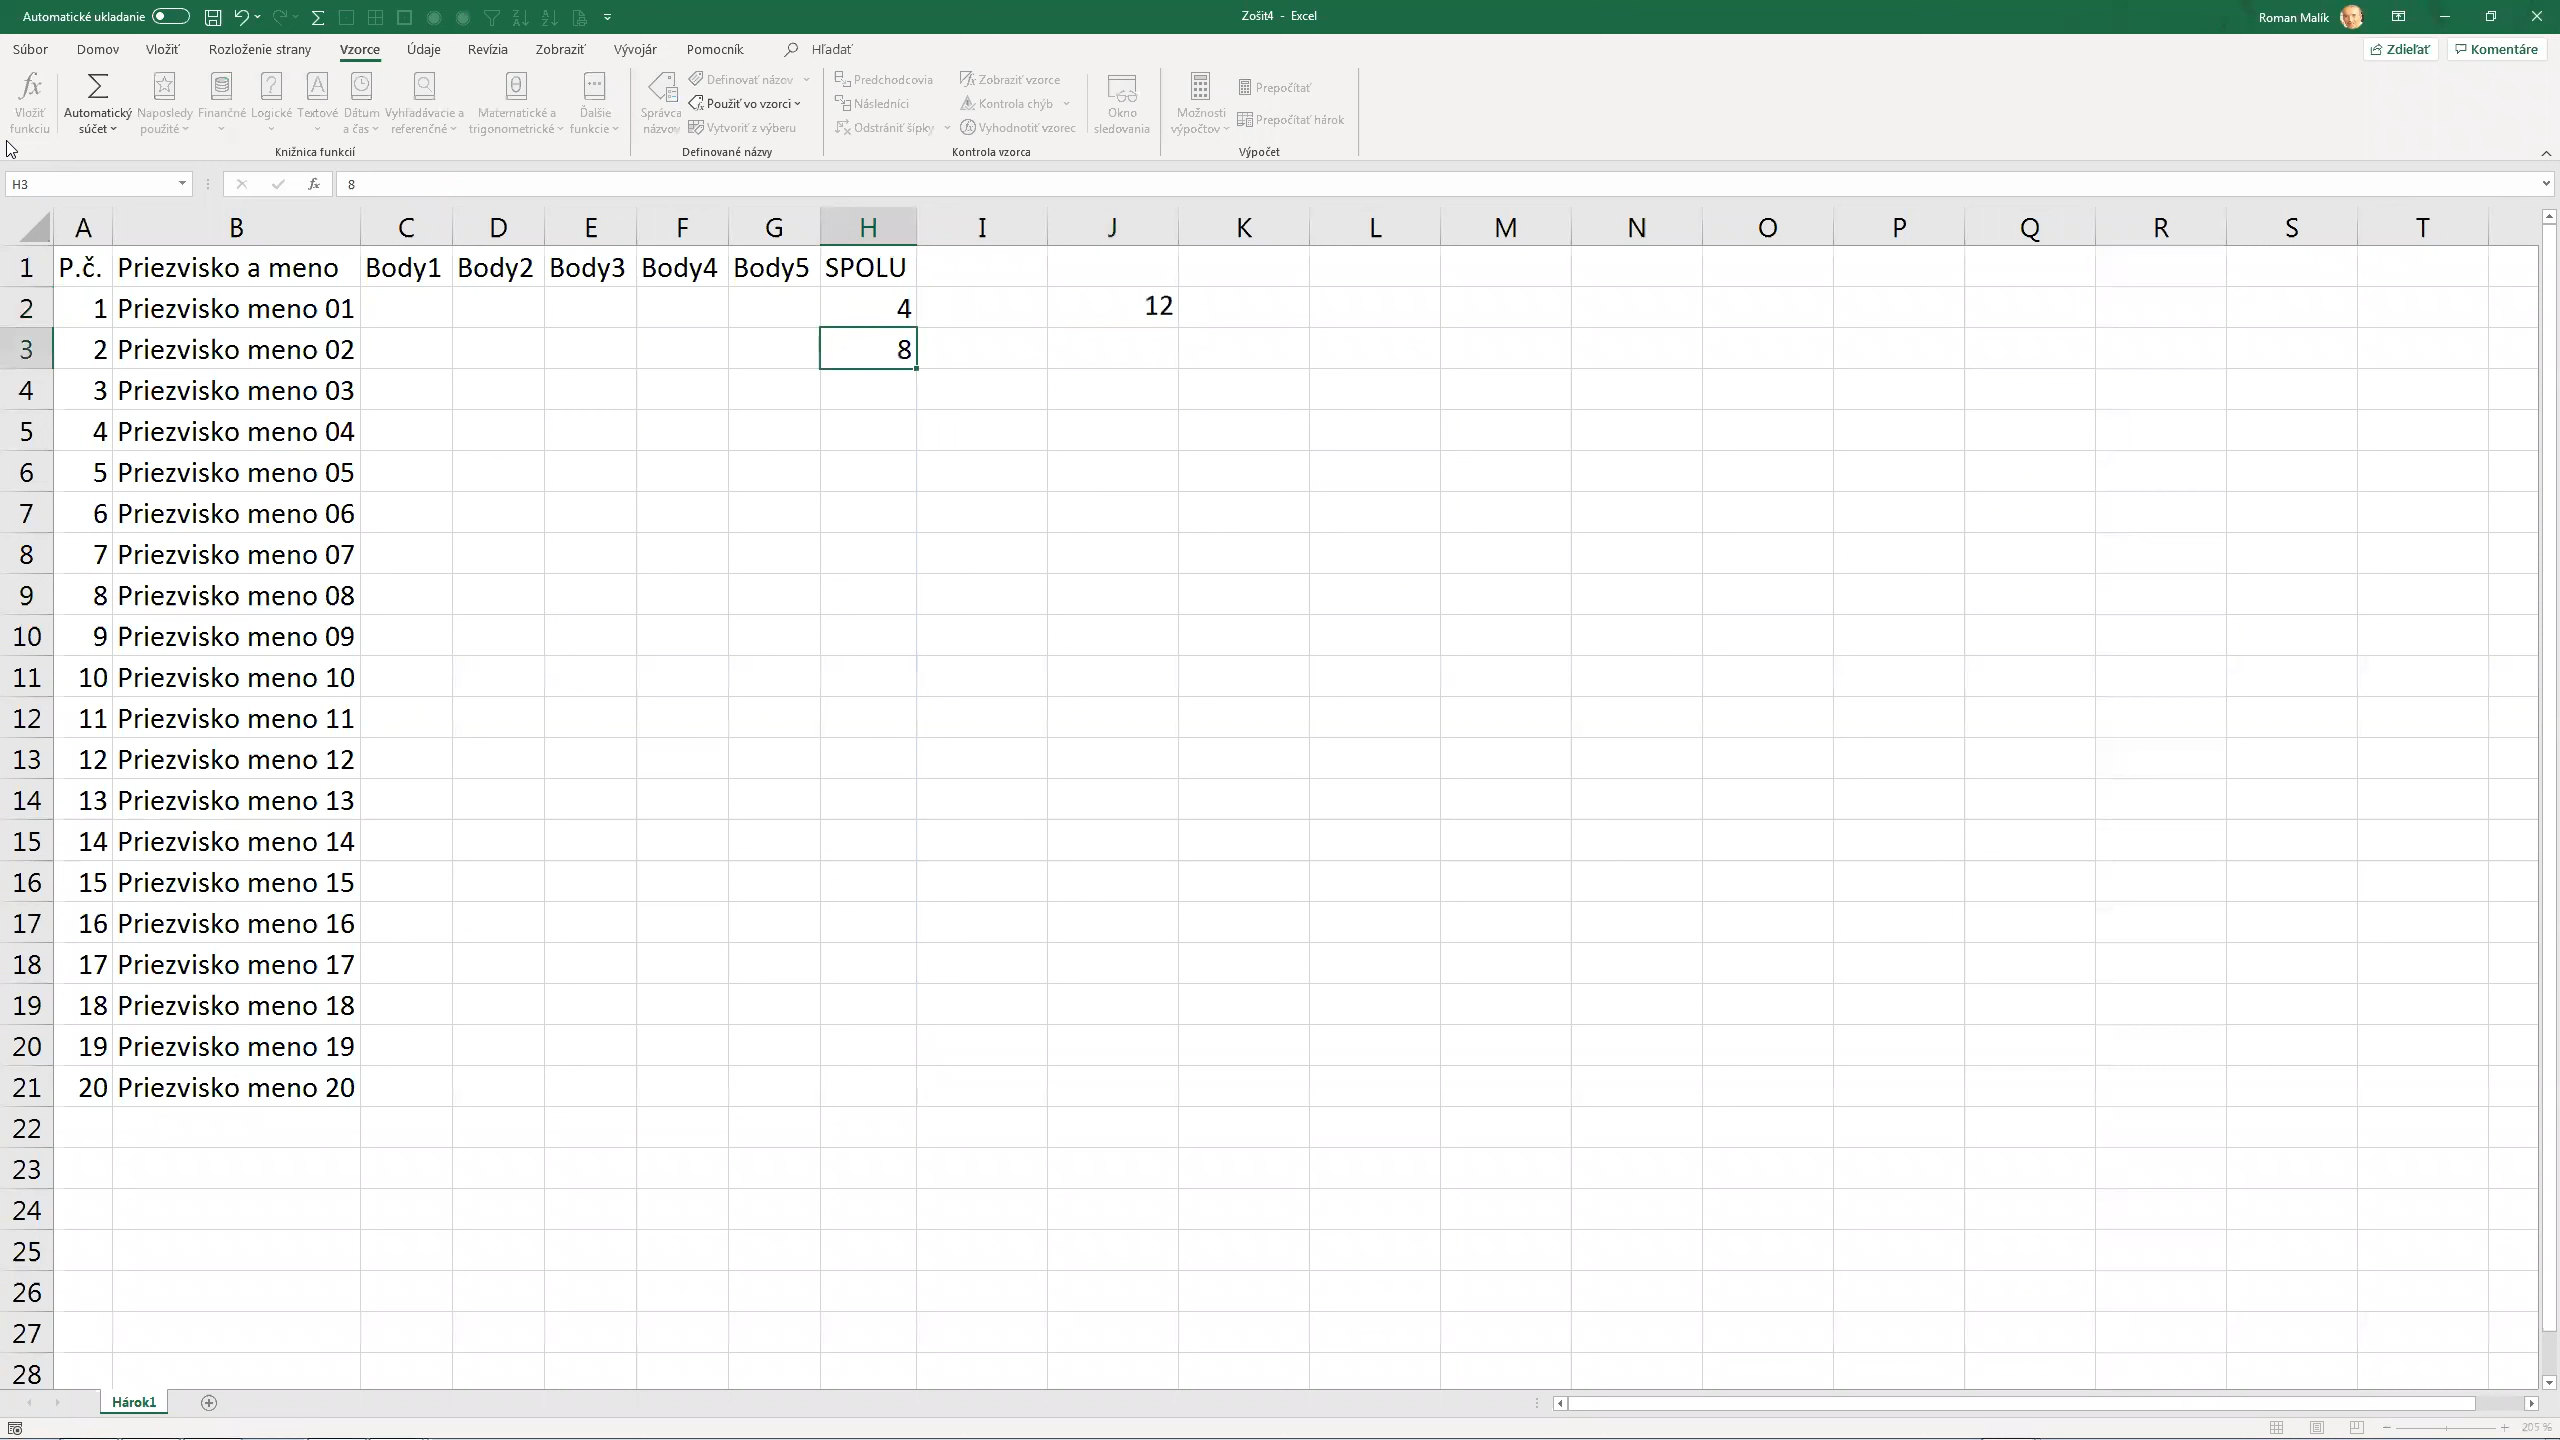 Automatické ukladanie
Zošit4 - Excel
Roman Malík
Súbor Domov Vložiť Rozloženie strany Vzorce Údaje Revízia Zobraziť Vývojár Pomocník Hľadať
Zdieľať Komentáre
Vložiť funkciu
Automatický súčet
Naposledy použité
Finančné
Logické
Textové
Dátum a čas
Vyhľadávacie a referenčné
Matematické a trigonometrické
Ďalšie funkcie
Knižnica funkcií
Správca názvov
Definovať názov
Použiť vo vzorci
Vytvoriť z výberu
Definované názvy
Predchodcovia
Následníci
Odstrániť šípky
Zobraziť vzorce
Kontrola chýb
Vyhodnotiť vzorec
Kontrola vzorca
Okno sledovania
Možnosti výpočtov
Prepočítať
Prepočítať hárok
Výpočet
H3 fx 8
A B C D E F G H I J K L M N O P Q R S T
1 P.č. Priezvisko a meno Body1 Body2 Body3 Body4 Body5 SPOLU
2 1 Priezvisko meno 01 4 12
3 2 Priezvisko meno 02 8
4 3 Priezvisko meno 03
5 4 Priezvisko meno 04
6 5 Priezvisko meno 05
7 6 Priezvisko meno 06
8 7 Priezvisko meno 07
9 8 Priezvisko meno 08
10 9 Priezvisko meno 09
11 10 Priezvisko meno 10
12 11 Priezvisko meno 11
13 12 Priezvisko meno 12
14 13 Priezvisko meno 13
15 14 Priezvisko meno 14
16 15 Priezvisko meno 15
17 16 Priezvisko meno 16
18 17 Priezvisko meno 17
19 18 Priezvisko meno 18
20 19 Priezvisko meno 19
21 20 Priezvisko meno 20
22
23
24
25
26
27
28
Hárok1
205 %